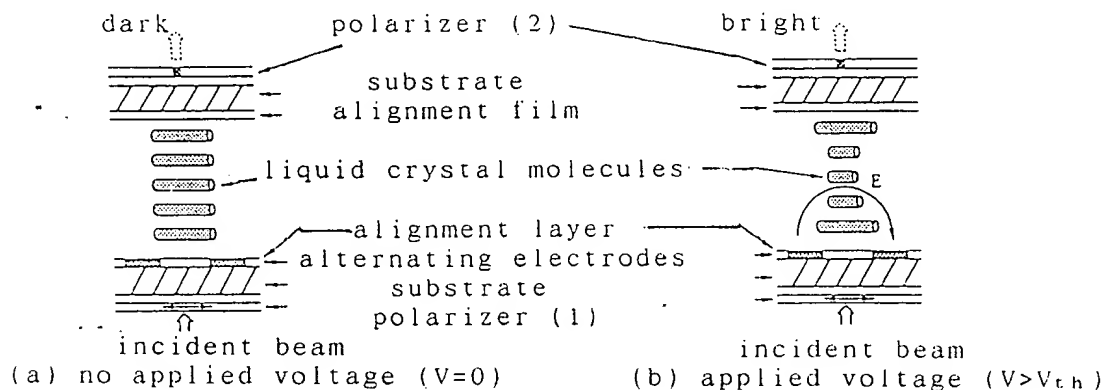 dark polarizer (2) bright
substrate
alignment film
liquid crystal molecules E
alignment layer
alternating electrodes
substrate
polarizer (1)
incident beam incident beam
(a) no applied voltage (V=0) (b) applied voltage (V>Vth)